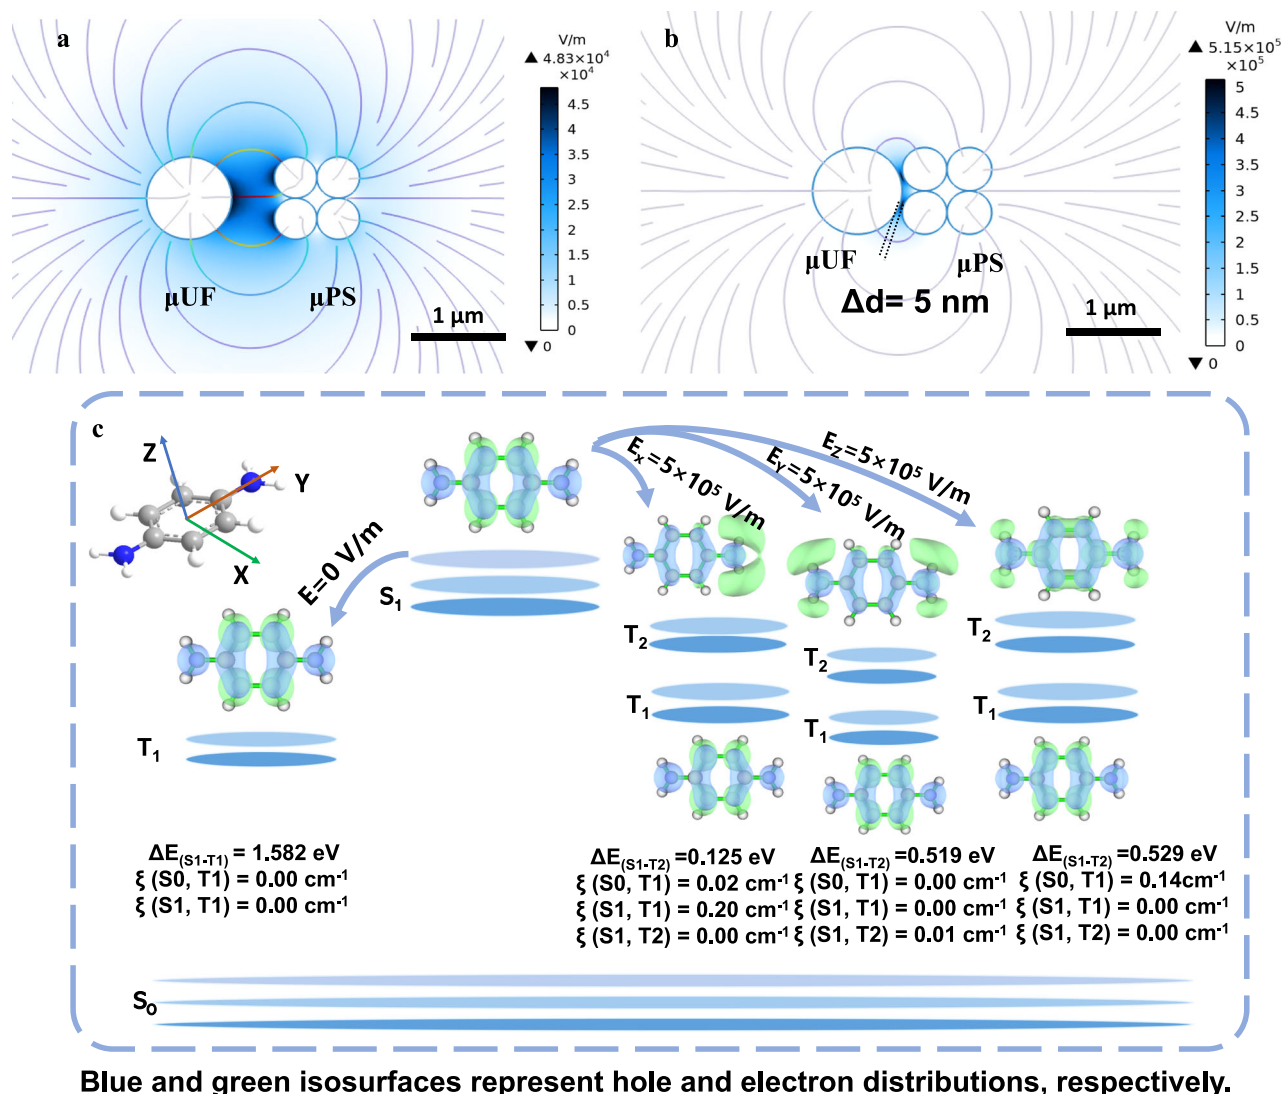 a
V/m
▲ 4.83×10⁴
×10⁴
4.5
4
3.5
3
2.5
2
1.5
1
0.5
0
▼ 0
µUF
µPS
1 µm
b
V/m
▲ 5.15×10⁵
×10⁵
5
4.5
4
3.5
3
2.5
2
1.5
1
0.5
0
▼ 0
µUF
µPS
Δd= 5 nm
1 µm
c
Z
Y
X
E=0 V/m
S₁
Eₓ=5×10⁵ V/m
E_Y=5×10⁵ V/m
E_Z=5×10⁵ V/m
T₂
T₂
T₂
T₁
T₁
T₁
T₁
ΔE(S1-T1) = 1.582 eV
ξ (S0, T1) = 0.00 cm⁻¹
ξ (S1, T1) = 0.00 cm⁻¹
ΔE(S1-T2) =0.125 eV
ξ (S0, T1) = 0.02 cm⁻¹
ξ (S1, T1) = 0.20 cm⁻¹
ξ (S1, T2) = 0.00 cm⁻¹
ΔE(S1-T2) =0.519 eV
ξ (S0, T1) = 0.00 cm⁻¹
ξ (S1, T1) = 0.00 cm⁻¹
ξ (S1, T2) = 0.01 cm⁻¹
ΔE(S1-T2) =0.529 eV
ξ (S0, T1) = 0.14cm⁻¹
ξ (S1, T1) = 0.00 cm⁻¹
ξ (S1, T2) = 0.00 cm⁻¹
S₀
Blue and green isosurfaces represent hole and electron distributions, respectively.